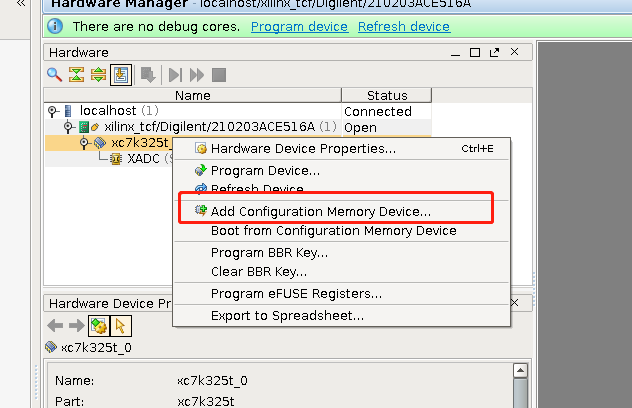 «
Hardware Manager - localhost/xilinx_tcf/Digilent/210203ACE516A
There are no debug cores. Program device Refresh device
Hardware
Name Status
localhost (1) Connected
xilinx_tcf/Digilent/210203ACE516A (1) Open
xc7k325t_
XADC (S
Hardware Device Properties... Ctrl+E
Program Device...
Refresh Device
Add Configuration Memory Device...
Boot from Configuration Memory Device
Program BBR Key...
Clear BBR Key...
Program eFUSE Registers...
Export to Spreadsheet...
Hardware Device Pr
xc7k325t_0
Name: xc7k325t_0
Part: xc7k325t